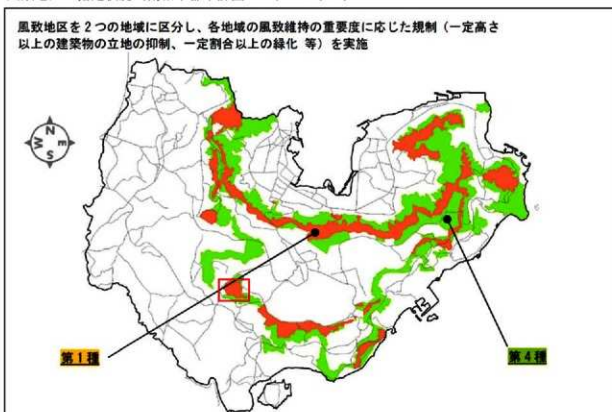 風致地区を２つの地域に区分し、各地域の風致維持の重要度に応じた規制（一定高さ
以上の建築物の立地の抑制、一定割合以上の緑化 等）を実施
N
W
E
S
第１種
第４種